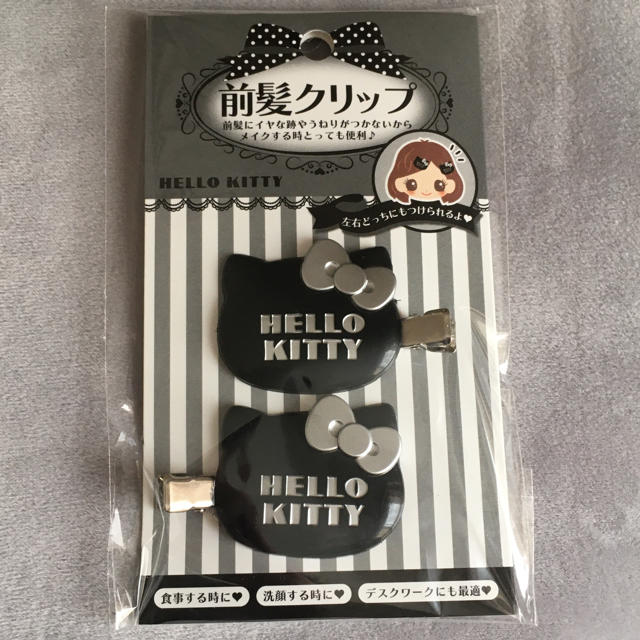 前髪クリップ
前髪にイヤな跡やうねりがつかないから
メイクする時とっても便利♪
HELLO KITTY
左右どっちにもつけられるよ♥
HELLO
KITTY
HELLO
KITTY
食事する時に♥
洗顔する時に♥
デスクワークにも最適♥